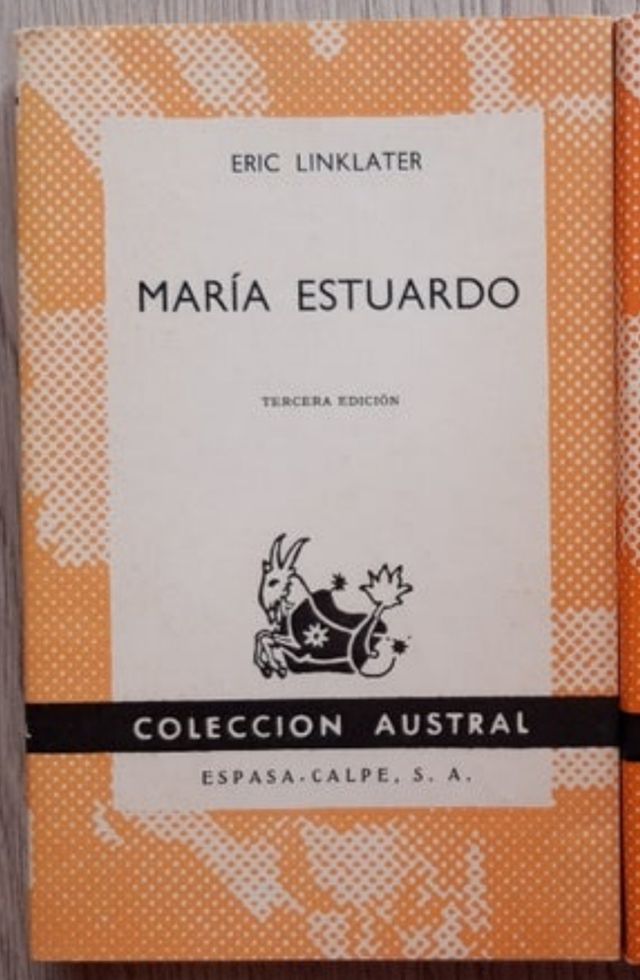 ERIC LINKLATER
MARÍA ESTUARDO
TERCERA EDICIÓN
COLECCION AUSTRAL
ESPASA-CALPE, S. A.